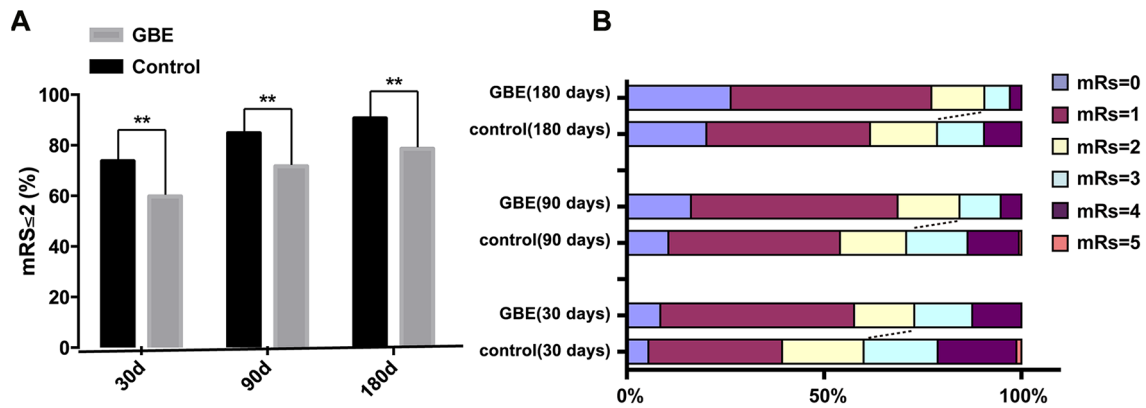 A
GBE
Control
mRS≤2 (%)
100
80
60
40
20
0
**
**
**
30d
90d
180d
B
GBE(180 days)
control(180 days)
GBE(90 days)
control(90 days)
GBE(30 days)
control(30 days)
0%
50%
100%
mRs=0
mRs=1
mRs=2
mRs=3
mRs=4
mRs=5